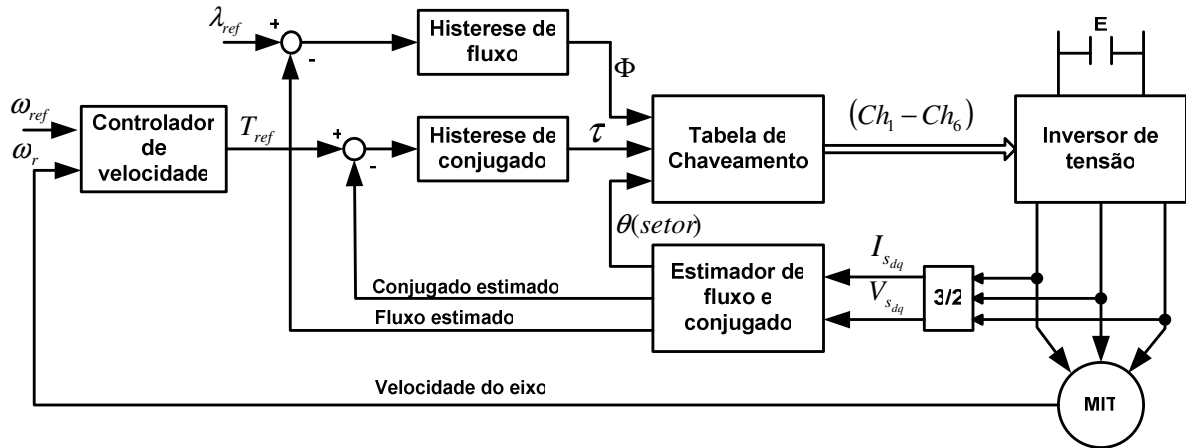 λref
+
-
Histerese de
fluxo
Φ
E
ωref
ωr
Controlador
de
velocidade
Tref
+
-
Histerese de
conjugado
τ
Tabela de
Chaveamento
(Ch1 − Ch6)
Inversor de
tensão
θ(setor)
Estimador de
fluxo e
conjugado
Isdq
Vsdq
3/2
Conjugado estimado
Fluxo estimado
Velocidade do eixo
MIT